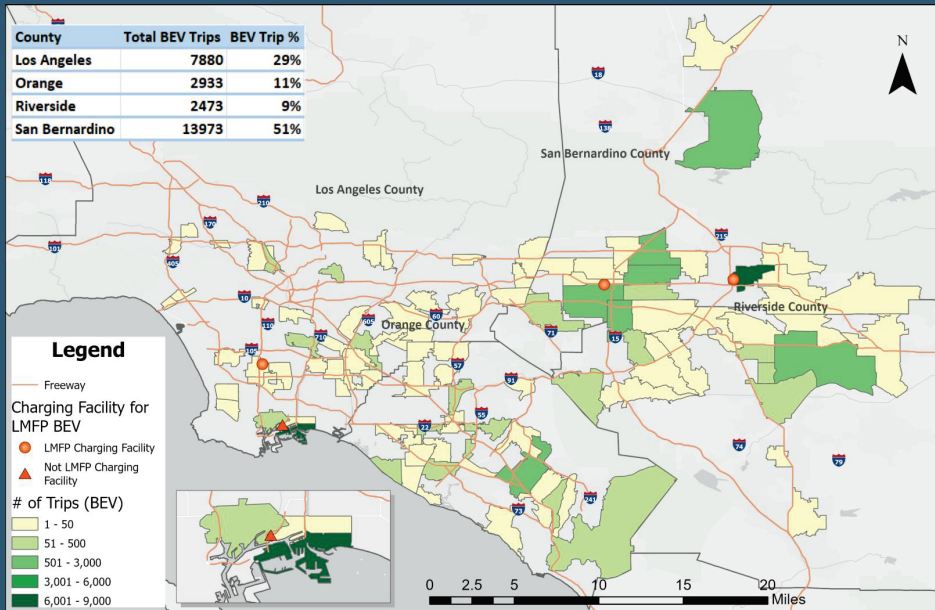 County Total BEV Trips BEV Trip %
Los Angeles 7880 29%
Orange 2933 11%
Riverside 2473 9%
San Bernardino 13973 51%
N
18
138
San Bernardino County
118
Los Angeles County
210
170
215
101
405
10
Riverside County
110
605
60
Orange County
710
71
15
105
57
91
55
22
74
79
241
73
Legend
Freeway
Charging Facility for
LMFP BEV
LMFP Charging Facility
Not LMFP Charging
Facility
# of Trips (BEV)
1 - 50
51 - 500
501 - 3,000
3,001 - 6,000
6,001 - 9,000
0 2.5 5 10 15 20
Miles